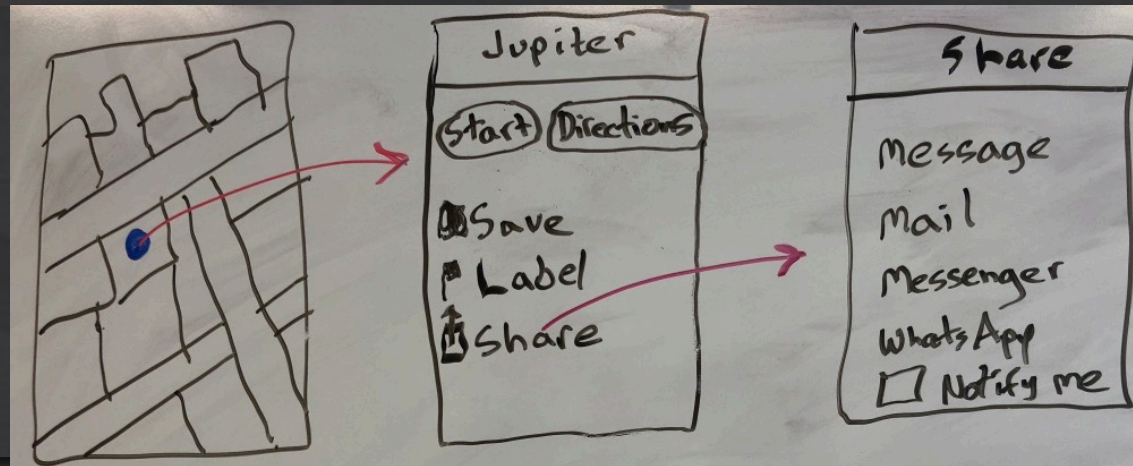 Jupiter
Start Directions
Save
Label
Share
Share
Message
Mail
Messenger
WhatsApp
Notify me